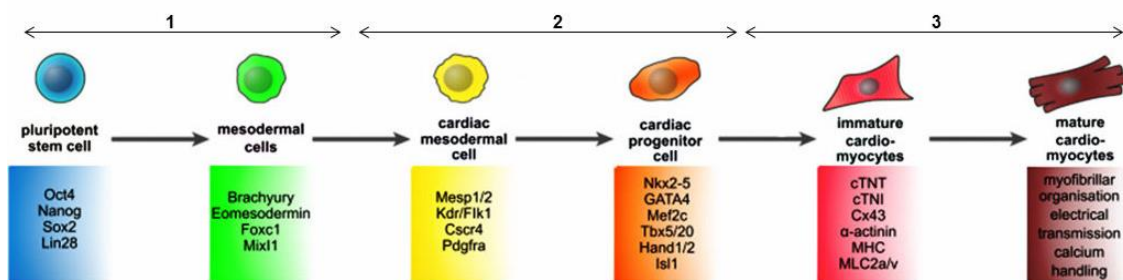 1
2
3
pluripotent
stem cell
mesodermal
cells
cardiac
mesodermal
cell
cardiac
progenitor
cell
immature
cardio-
myocytes
mature
cardio-
myocytes
Oct4
Nanog
Sox2
Lin28
Brachyury
Eomesodermin
Foxc1
Mixl1
Mesp1/2
Kdr/Flk1
Cscr4
Pdgfra
Nkx2-5
GATA4
Mef2c
Tbx5/20
Hand1/2
Isl1
cTNT
cTNI
Cx43
α-actinin
MHC
MLC2a/v
myofibrillar
organisation
electrical
transmission
calcium
handling